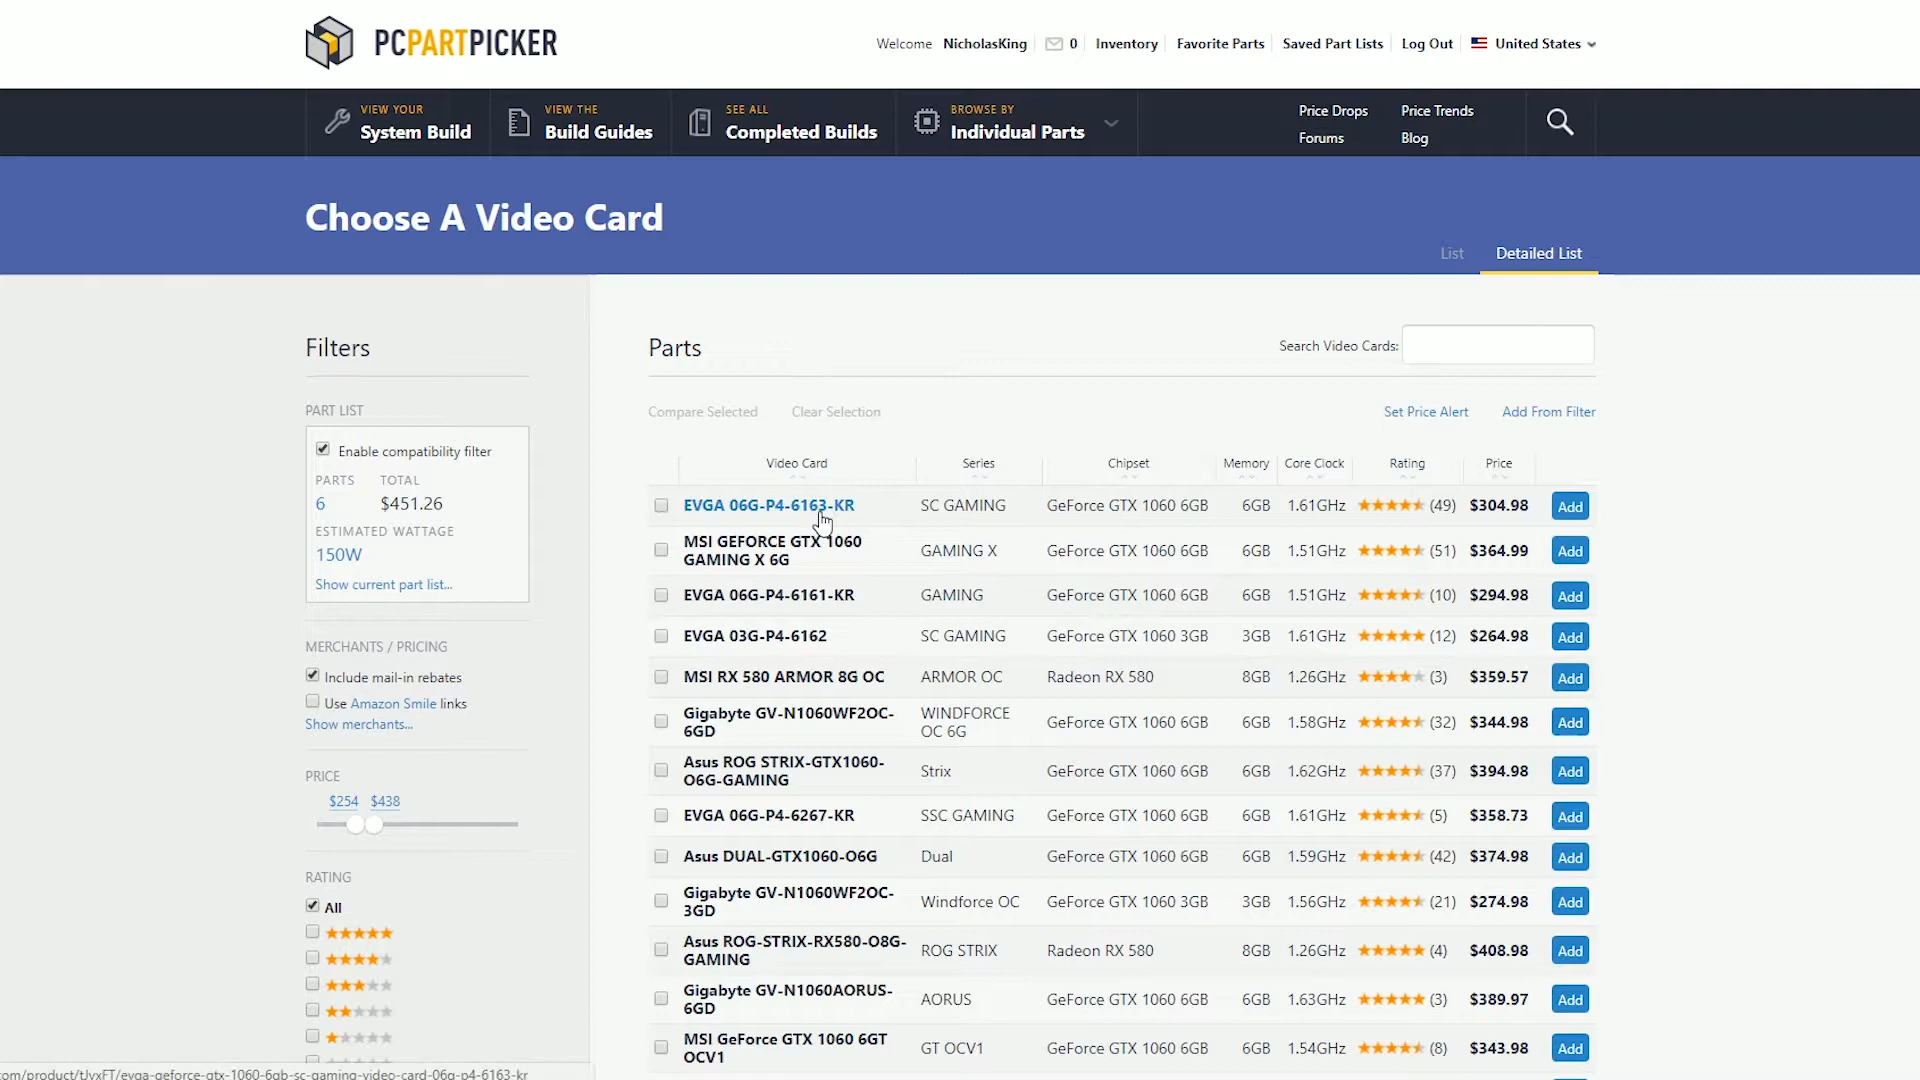 PCPARTPICKER
Welcome NicholasKing 0 Inventory Favorite Parts Saved Part Lists Log Out United States
VIEW YOUR
System Build
VIEW THE
Build Guides
SEE ALL
Completed Builds
BROWSE BY
Individual Parts
Price Drops Price Trends
Forums Blog
Choose A Video Card
List Detailed List
Filters
PART LIST
Enable compatibility filter
PARTS TOTAL
6 $451.26
ESTIMATED WATTAGE
150W
Show current part list...
MERCHANTS / PRICING
Include mail-in rebates
Use Amazon Smile links
Show merchants...
PRICE
$254 $438
RATING
All
Parts
Search Video Cards:
Compare Selected Clear Selection Set Price Alert Add From Filter
Video Card Series Chipset Memory Core Clock Rating Price
EVGA 06G-P4-6163-KR SC GAMING GeForce GTX 1060 6GB 6GB 1.61GHz (49) $304.98 Add
MSI GEFORCE GTX 1060
GAMING X 6G GAMING X GeForce GTX 1060 6GB 6GB 1.51GHz (51) $364.99 Add
EVGA 06G-P4-6161-KR GAMING GeForce GTX 1060 6GB 6GB 1.51GHz (10) $294.98 Add
EVGA 03G-P4-6162 SC GAMING GeForce GTX 1060 3GB 3GB 1.61GHz (12) $264.98 Add
MSI RX 580 ARMOR 8G OC ARMOR OC Radeon RX 580 8GB 1.26GHz (3) $359.57 Add
Gigabyte GV-N1060WF2OC- WINDFORCE
6GD OC 6G GeForce GTX 1060 6GB 6GB 1.58GHz (32) $344.98 Add
Asus ROG STRIX-GTX1060-
O6G-GAMING Strix GeForce GTX 1060 6GB 6GB 1.62GHz (37) $394.98 Add
EVGA 06G-P4-6267-KR SSC GAMING GeForce GTX 1060 6GB 6GB 1.61GHz (5) $358.73 Add
Asus DUAL-GTX1060-O6G Dual GeForce GTX 1060 6GB 6GB 1.59GHz (42) $374.98 Add
Gigabyte GV-N1060WF2OC-
3GD Windforce OC GeForce GTX 1060 3GB 3GB 1.56GHz (21) $274.98 Add
Asus ROG-STRIX-RX580-O8G-
GAMING ROG STRIX Radeon RX 580 8GB 1.26GHz (4) $408.98 Add
Gigabyte GV-N1060AORUS-
6GD AORUS GeForce GTX 1060 6GB 6GB 1.63GHz (3) $389.97 Add
MSI GeForce GTX 1060 6GT
OCV1 GT OCV1 GeForce GTX 1060 6GB 6GB 1.54GHz (8) $343.98 Add
com/product/tJvxFT/evga-geforce-gtx-1060-6gb-sc-gaming-video-card-06g-p4-6163-kr